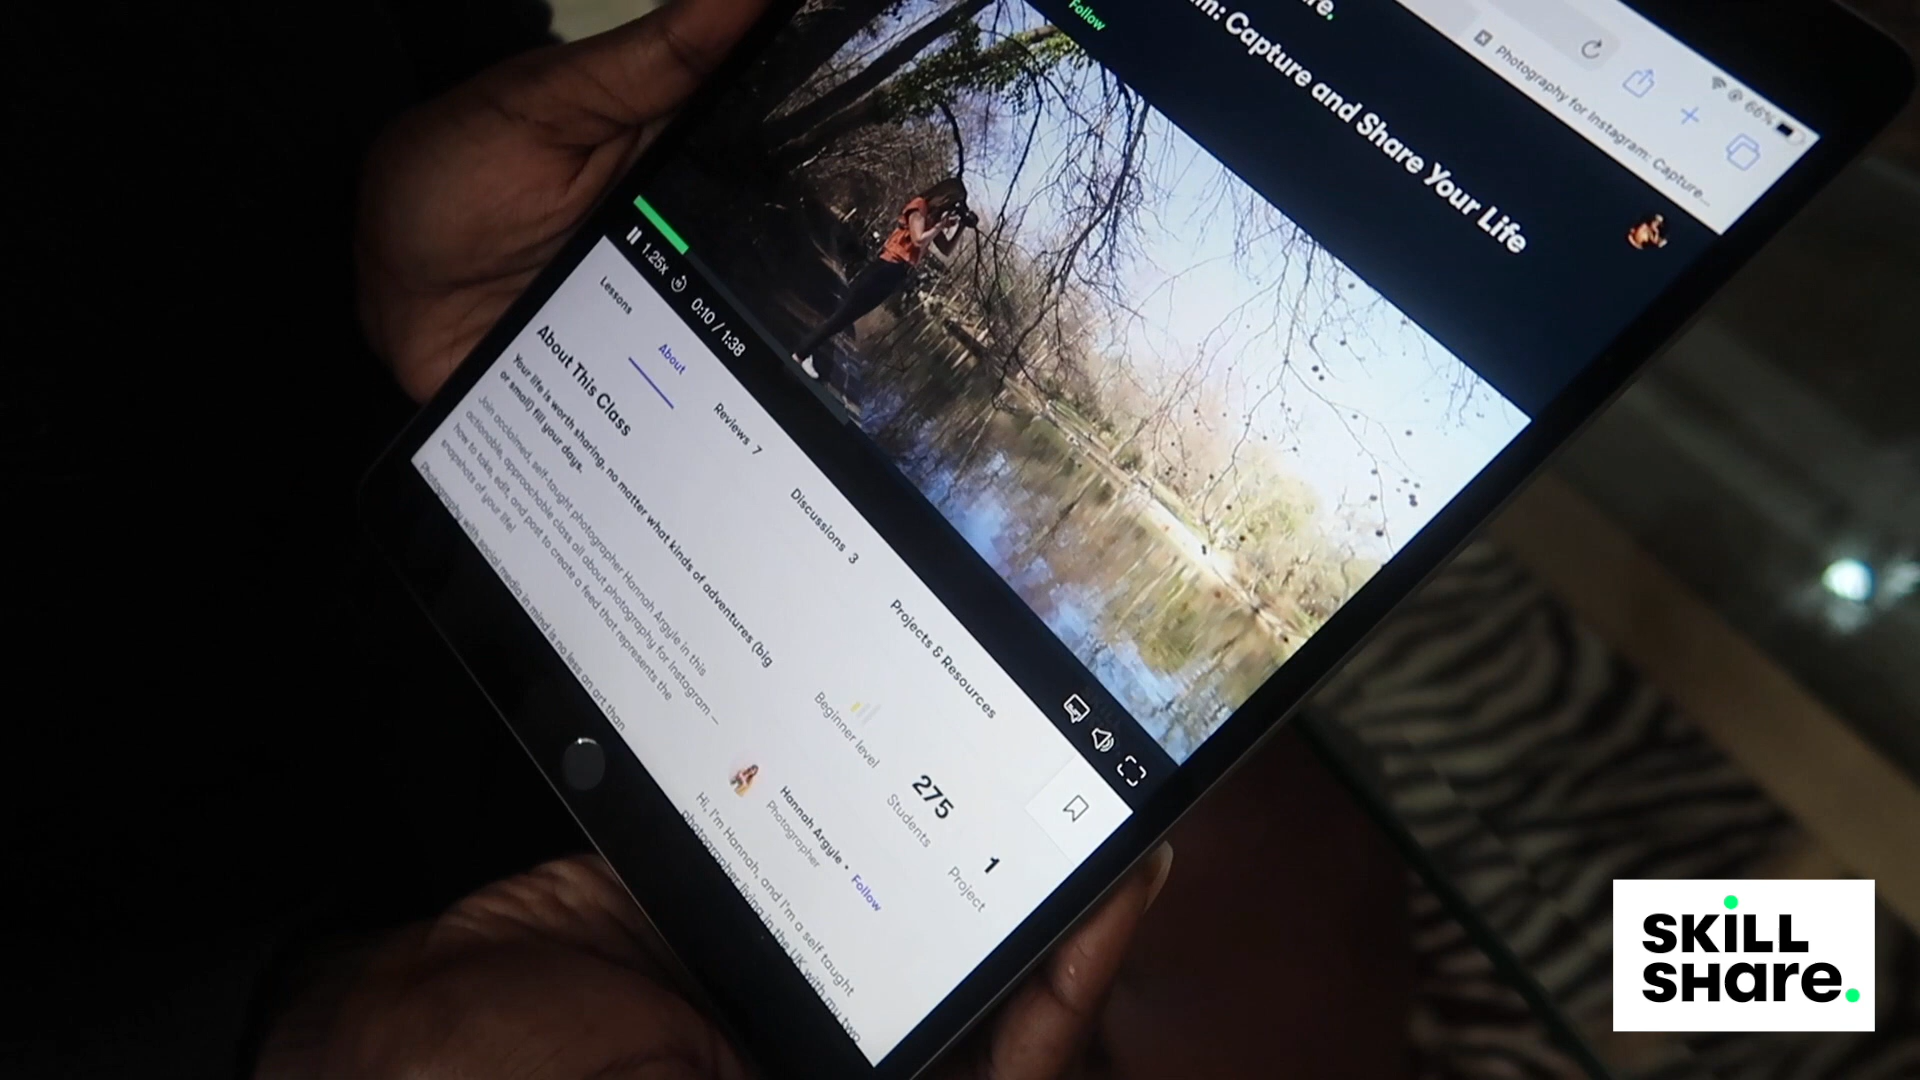 66%
Photography for Instagram: Capture...
re.
m: Capture and Share Your Life
Follow
1.25x
0:10 / 1:38
Lessons
About
Reviews 7
Discussions 3
Projects & Resources
About This Class
Your life is worth sharing, no matter what kinds of adventures (big
or small) fill your days.
Join acclaimed, self-taught photographer Hannah Argyle in this
actionable, approachable class all about photography for Instagram –
how to take, edit, and post to create a feed that represents the
snapshots of your life!
Photography with social media in mind is no less an art than
Beginner level
275
Students
1
Project
Hannah Argyle • Follow
Photographer
Hi, I'm Hannah, and I'm a self taught
photographer living in the UK with my two
SKILL
SHare.